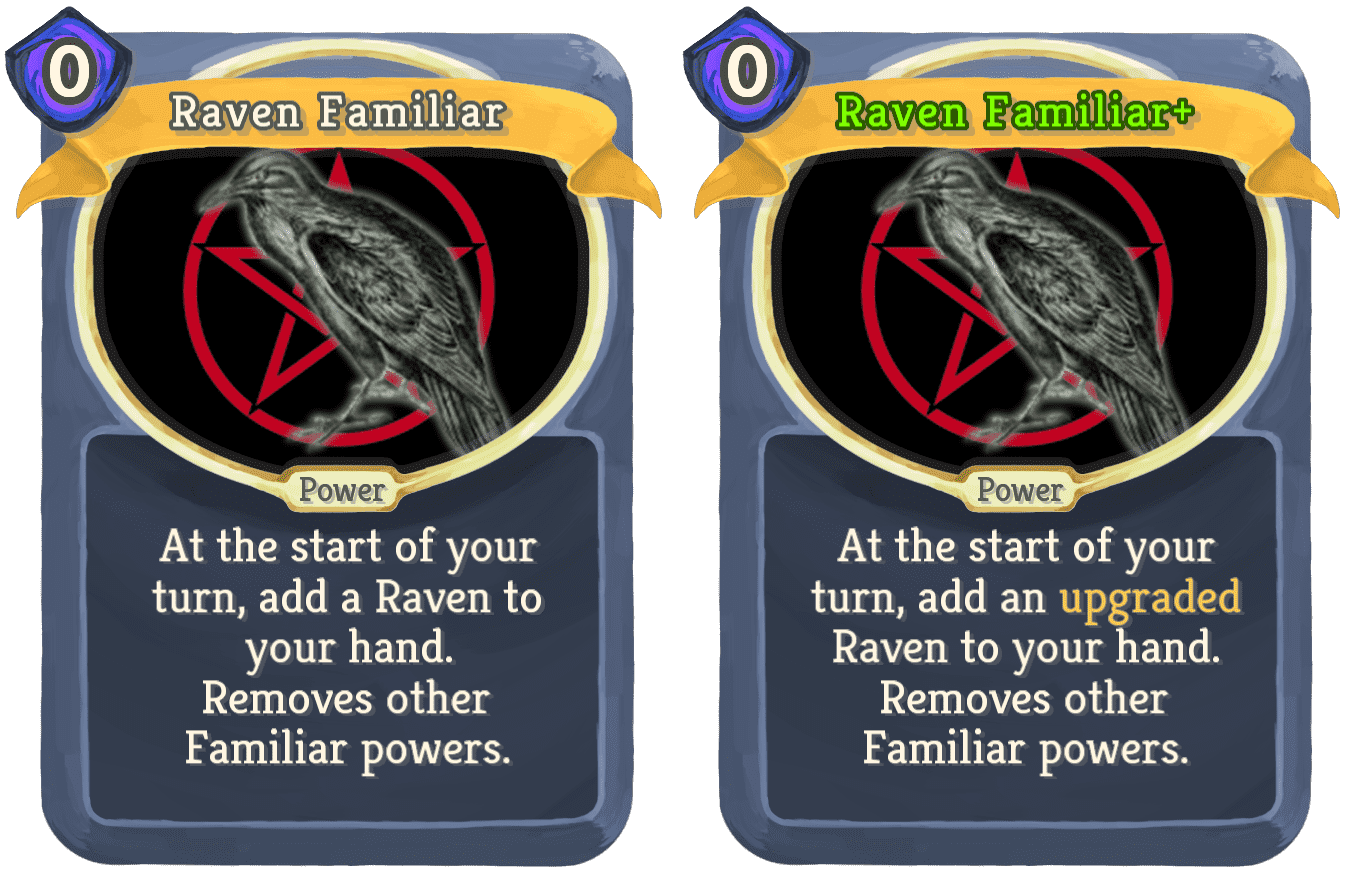 0
Raven Familiar
Power
At the start of your
turn, add a Raven to
your hand.
Removes other
Familiar powers.
0
Raven Familiar+
Power
At the start of your
turn, add an upgraded
Raven to your hand.
Removes other
Familiar powers.